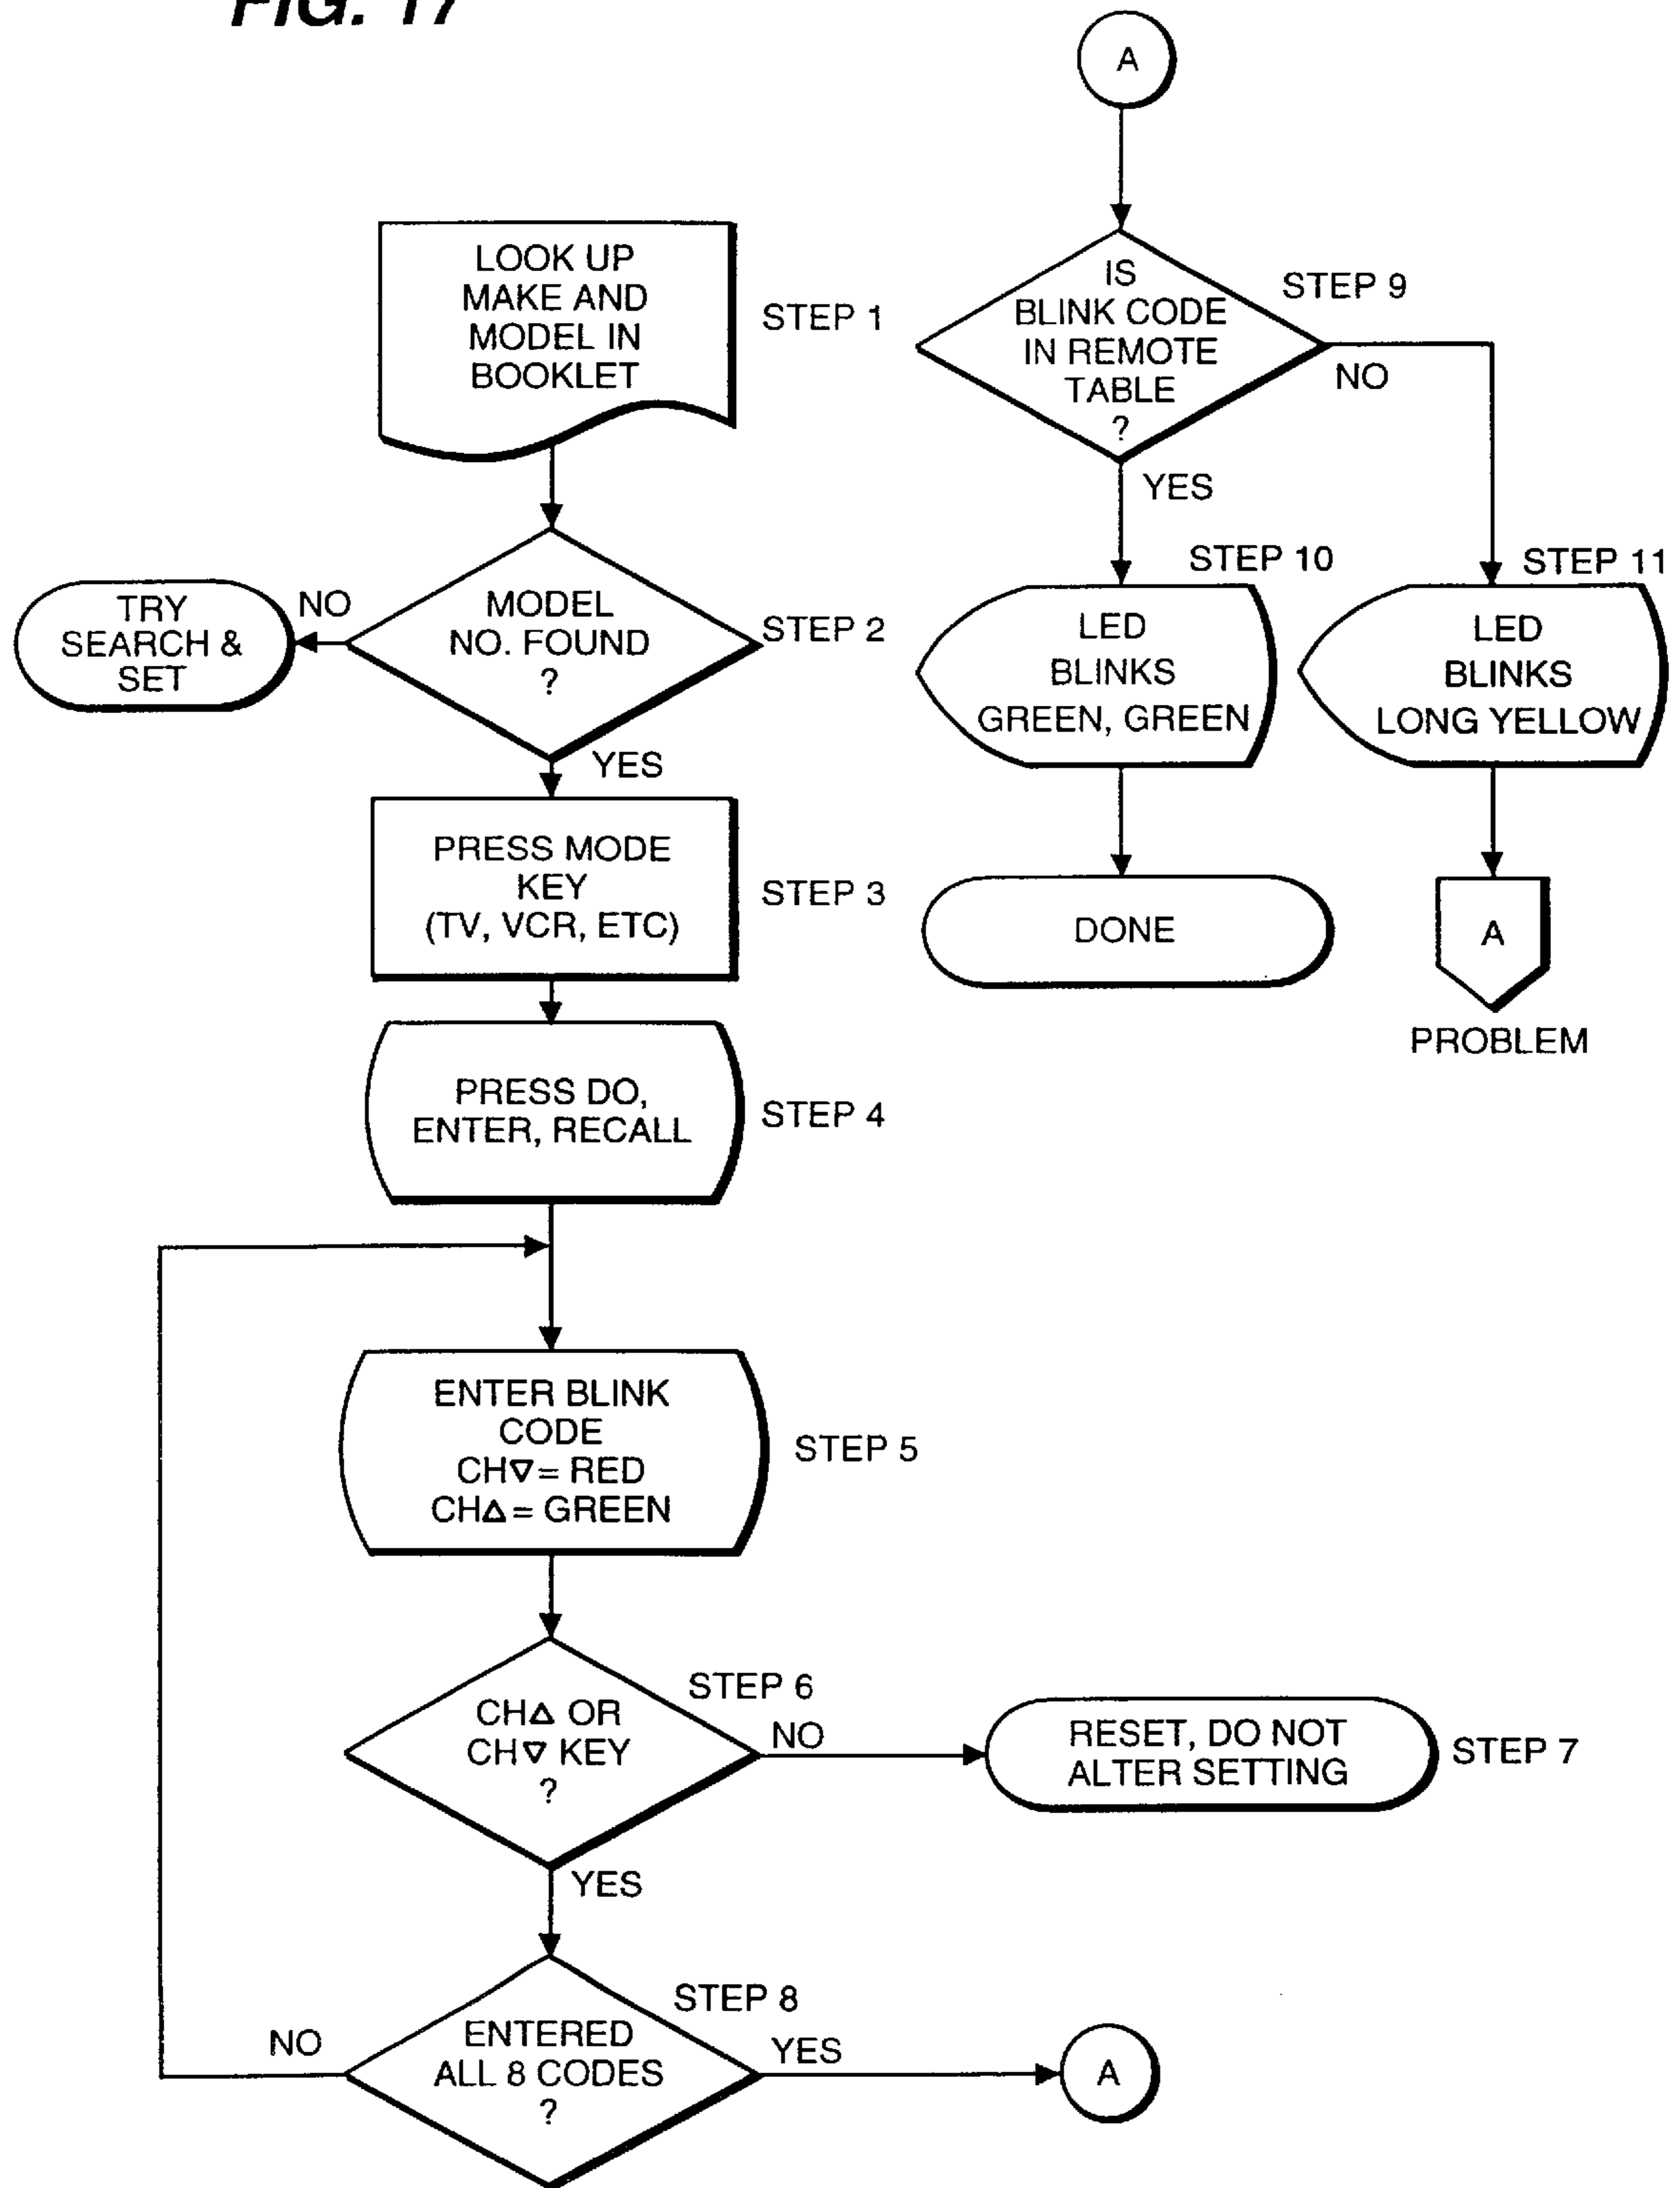 FIG. 17
LOOK UP
MAKE AND
MODEL IN
BOOKLET
STEP 1
MODEL
NO. FOUND
?
STEP 2
NO
TRY
SEARCH &
SET
YES
PRESS MODE
KEY
(TV, VCR, ETC)
STEP 3
PRESS DO,
ENTER, RECALL
STEP 4
ENTER BLINK
CODE
CH▽= RED
CH△= GREEN
STEP 5
CH△ OR
CH▽ KEY
?
STEP 6
NO
RESET, DO NOT
ALTER SETTING
STEP 7
YES
ENTERED
ALL 8 CODES
?
STEP 8
NO
YES
A
A
IS
BLINK CODE
IN REMOTE
TABLE
?
STEP 9
NO
YES
STEP 10
LED
BLINKS
GREEN, GREEN
DONE
STEP 11
LED
BLINKS
LONG YELLOW
A
PROBLEM